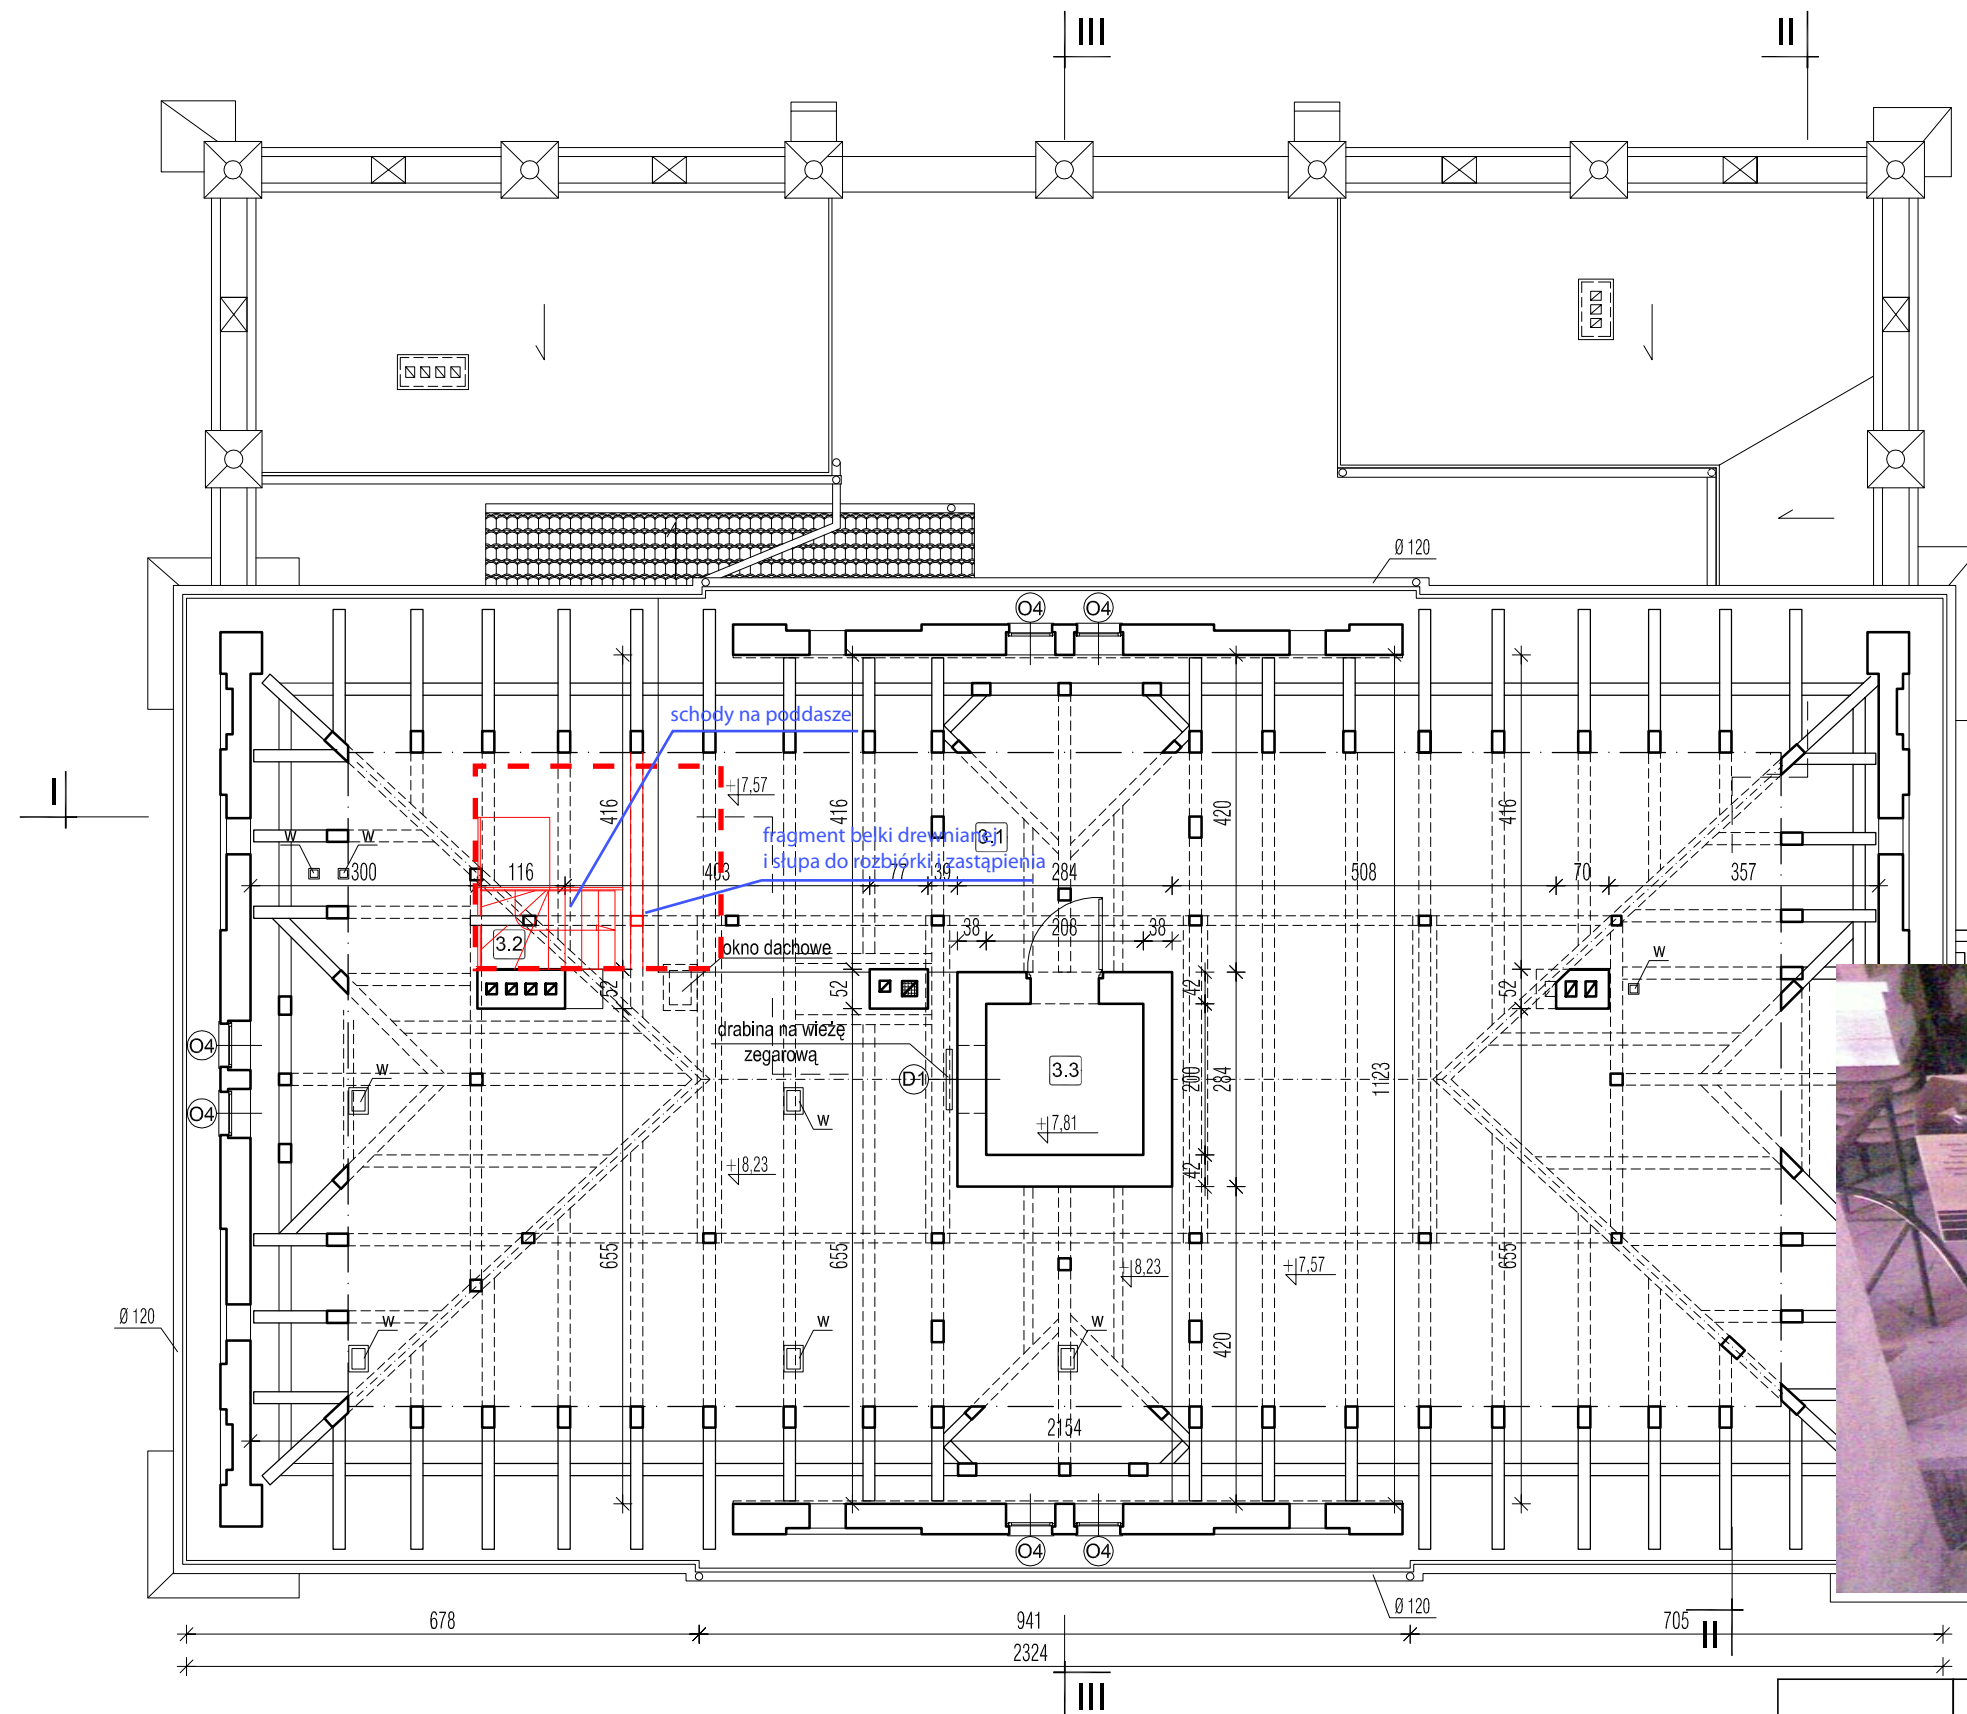 III
II
Ø 120
O4
O4
schody na poddasze
I
+7,57
416
416
420
416
fragment belki drewnianej
3.1
i słupa do rozbiórki i zastąpienia
w
w
300
116
403
77
39
284
508
70
357
38
208
38
3.2
okno dachowe
w
52
52
42
52
drabina na wieżę
zegarową
O4
w
D1
3.3
200
284
1123
O4
w
+7,81
+8,23
42
655
655
+8,23
+7,57
655
Ø 120
w
w
w
420
2154
O4
O4
678
941
Ø 120
705
II
2324
III